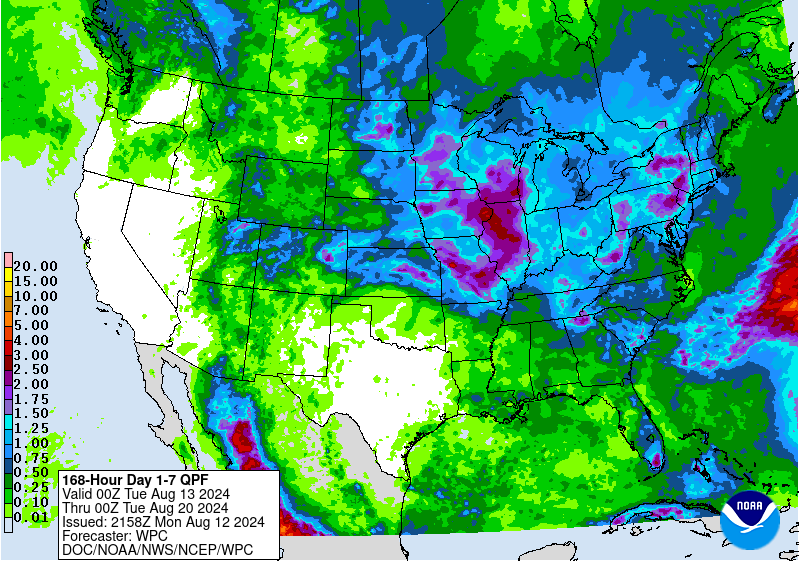 20.00
15.00
10.00
7.00
5.00
4.00
3.00
2.50
2.00
1.75
1.50
1.25
1.00
0.75
0.50
0.25
0.10
0.01
168-Hour Day 1-7 QPF
Valid 00Z Tue Aug 13 2024
Thru 00Z Tue Aug 20 2024
Issued: 2158Z Mon Aug 12 2024
Forecaster: WPC
DOC/NOAA/NWS/NCEP/WPC
NOAA